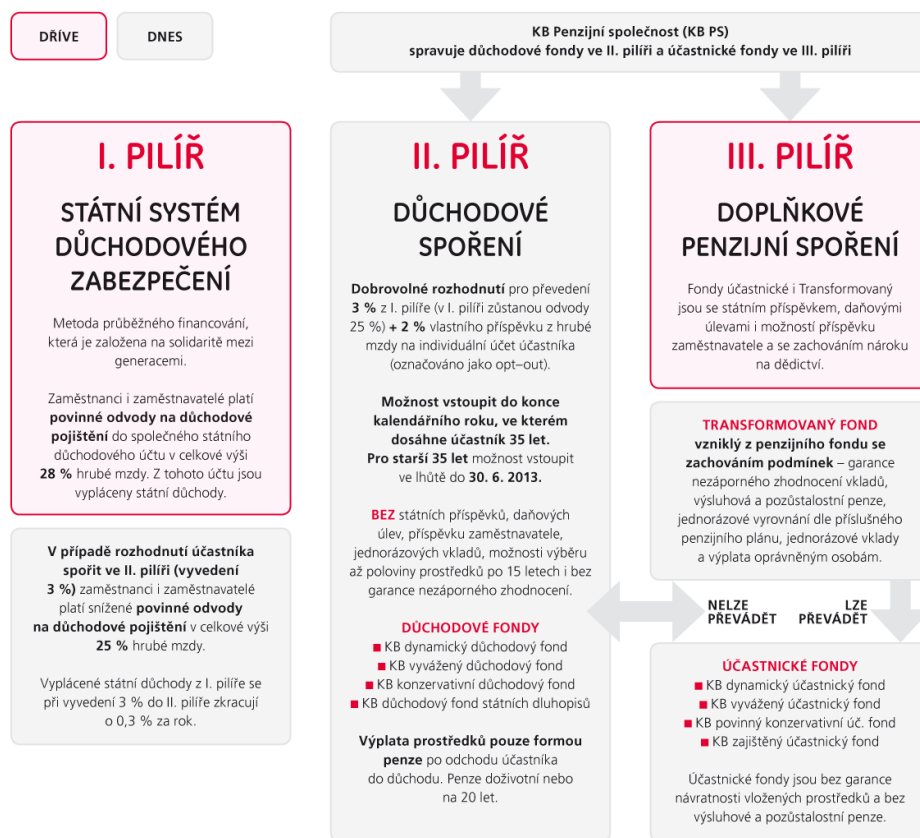 DŘÍVE
DNES
KB Penzijní společnost (KB PS)
spravuje důchodové fondy ve II. pilíři a účastnické fondy ve III. pilíři
I. PILÍŘ
STÁTNÍ SYSTÉM
DŮCHODOVÉHO
ZABEZPEČENÍ
Metoda průběžného financování,
která je založena na solidaritě mezi
generacemi.
Zaměstnanci i zaměstnavatelé platí
povinné odvody na důchodové
pojištění do společného státního
důchodového účtu v celkové výši
28 % hrubé mzdy. Z tohoto účtu jsou
vypláceny státní důchody.
V případě rozhodnutí účastníka
spořit ve II. pilíři (vyvedení
3 %) zaměstnanci i zaměstnavatelé
platí snížené povinné odvody
na důchodové pojištění v celkové výši
25 % hrubé mzdy.
Vyplácené státní důchody z I. pilíře se
při vyvedení 3 % do II. pilíře zkracují
o 0,3 % za rok.
II. PILÍŘ
DŮCHODOVÉ
SPOŘENÍ
Dobrovolné rozhodnutí pro převedení
3 % z I. pilíře (v I. pilíři zůstanou odvody
25 %) + 2 % vlastního příspěvku z hrubé
mzdy na individuální účet účastníka
(označováno jako opt–out).
Možnost vstoupit do konce
kalendářního roku, ve kterém
dosáhne účastník 35 let.
Pro starší 35 let možnost vstoupit
ve lhůtě do 30. 6. 2013.
BEZ státních příspěvků, daňových
úlev, příspěvku zaměstnavatele,
jednorázových vkladů, možnosti výběru
až poloviny prostředků po 15 letech i bez
garance nezáporného zhodnocení.
DŮCHODOVÉ FONDY
■ KB dynamický důchodový fond
■ KB vyvážený důchodový fond
■ KB konzervativní důchodový fond
■ KB důchodový fond státních dluhopisů
Výplata prostředků pouze formou
penze po odchodu účastníka
do důchodu. Penze doživotní nebo
na 20 let.
III. PILÍŘ
DOPLŇKOVÉ
PENZIJNÍ SPOŘENÍ
Fondy účastnické i Transformovaný
jsou se státním příspěvkem, daňovými
úlevami i možností příspěvku
zaměstnavatele a se zachováním nároku
na dědictví.
TRANSFORMOVANÝ FOND
vzniklý z penzijního fondu se
zachováním podmínek – garance
nezáporného zhodnocení vkladů,
výsluhová a pozůstalostní penze,
jednorázové vyrovnání dle příslušného
penzijního plánu, jednorázové vklady
a výplata oprávněným osobám.
NELZE
PŘEVÁDĚT
LZE
PŘEVÁDĚT
ÚČASTNICKÉ FONDY
■ KB dynamický účastnický fond
■ KB vyvážený účastnický fond
■ KB povinný konzervativní úč. fond
■ KB zajištěný účastnický fond
Účastnické fondy jsou bez garance
návratnosti vložených prostředků a bez
výsluhové a pozůstalostní penze.